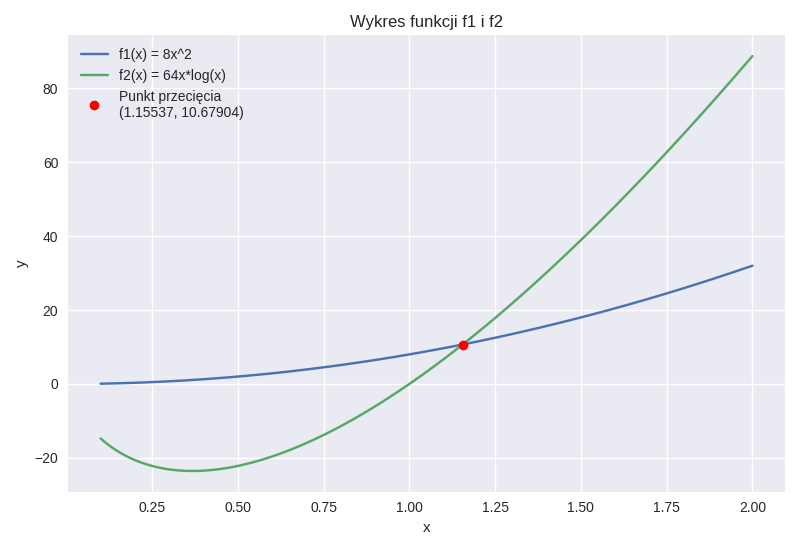 Wykres funkcji f1 i f2
f1(x) = 8x^2
f2(x) = 64x*log(x)
Punkt przecięcia
(1.15537, 10.67904)
80
60
40
20
0
−20
y
0.25 0.50 0.75 1.00 1.25 1.50 1.75 2.00
x